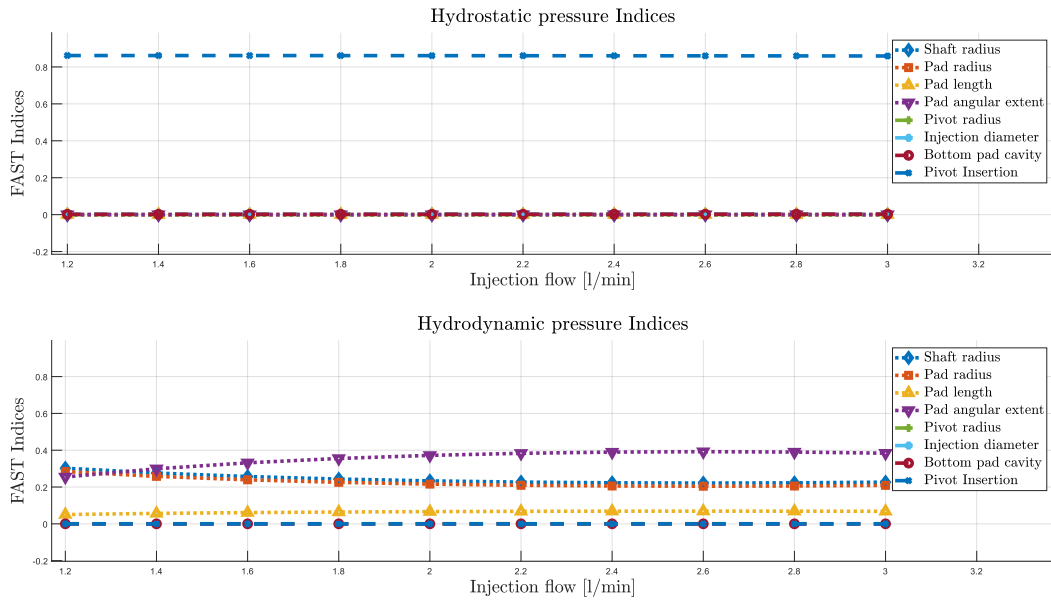 Hydrostatic pressure Indices
FAST Indices
0.8
0.6
0.4
0.2
0
-0.2
1.2 1.4 1.6 1.8 2 2.2 2.4 2.6 2.8 3 3.2
Injection flow [l/min]
Shaft radius
Pad radius
Pad length
Pad angular extent
Pivot radius
Injection diameter
Bottom pad cavity
Pivot Insertion
Hydrodynamic pressure Indices
FAST Indices
0.8
0.6
0.4
0.2
0
-0.2
1.2 1.4 1.6 1.8 2 2.2 2.4 2.6 2.8 3 3.2
Injection flow [l/min]
Shaft radius
Pad radius
Pad length
Pad angular extent
Pivot radius
Injection diameter
Bottom pad cavity
Pivot Insertion